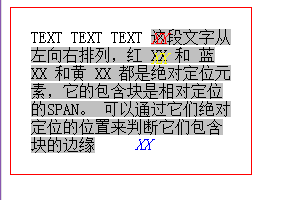 TEXT TEXT TEXT 这段文字从
左向右排列，红 XX 和 蓝
XX 和黄 XX 都是绝对定位元
素，它的包含块是相对定位
的SPAN。 可以通过它们绝对
定位的位置来判断它们包含
块的边缘 XX